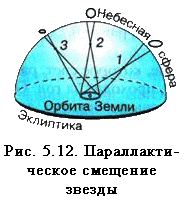 Небесная
сфера
3
2
1
Орбита Земли
Эклиптика
Рис. 5.12. Параллакти-
ческое смещение
звезды